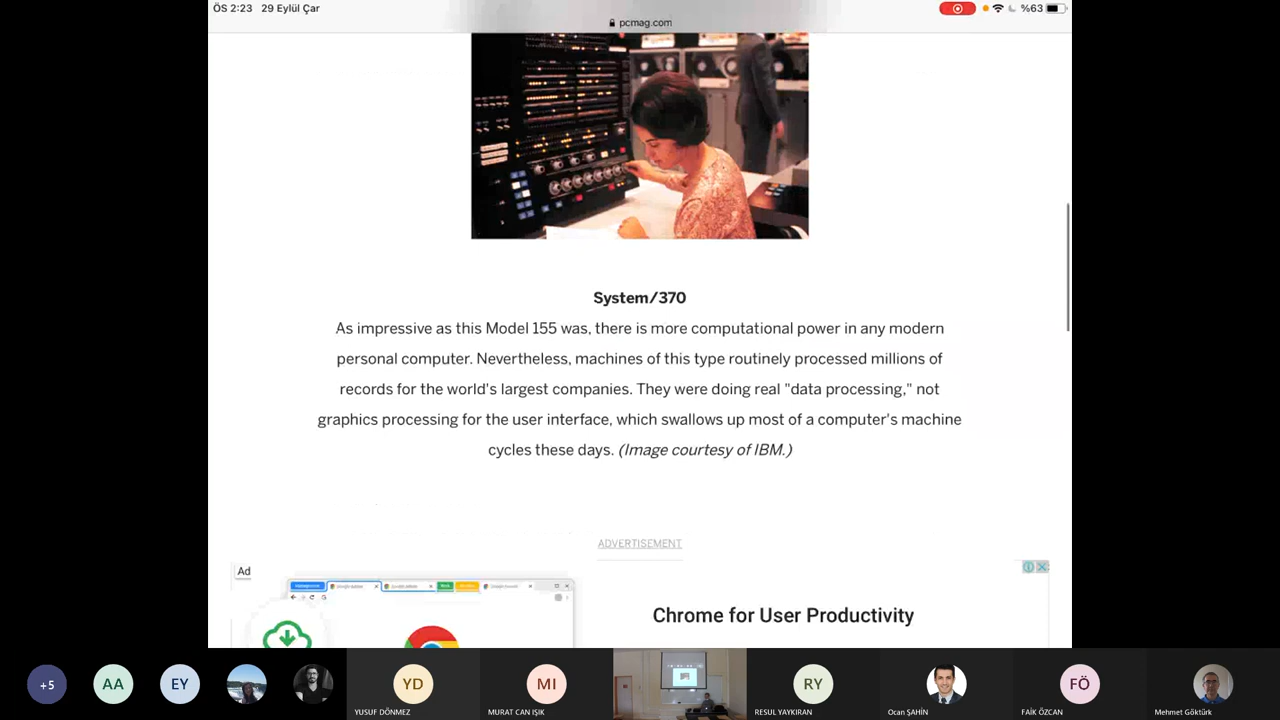 ÖS 2:23 29 Eylül Çar
%63
pcmag.com
System/370
As impressive as this Model 155 was, there is more computational power in any modern
personal computer. Nevertheless, machines of this type routinely processed millions of
records for the world's largest companies. They were doing real "data processing," not
graphics processing for the user interface, which swallows up most of a computer's machine
cycles these days. (Image courtesy of IBM.)
ADVERTISEMENT
Ad
Chrome for User Productivity
+5
AA
EY
YD
MI
RY
FÖ
YUSUF DÖNMEZ
MURAT CAN IŞIK
RESUL YAYKIRAN
Ocan ŞAHİN
FAİK ÖZCAN
Mehmet Göktürk